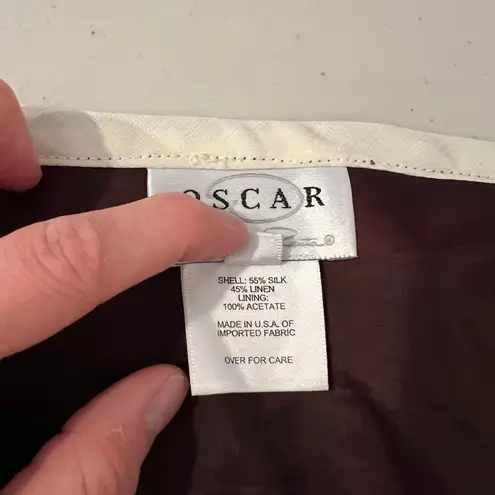 OSCAR
SHELL: 55% SILK
45% LINEN
LINING:
100% ACETATE
MADE IN U.S.A. OF
IMPORTED FABRIC
OVER FOR CARE